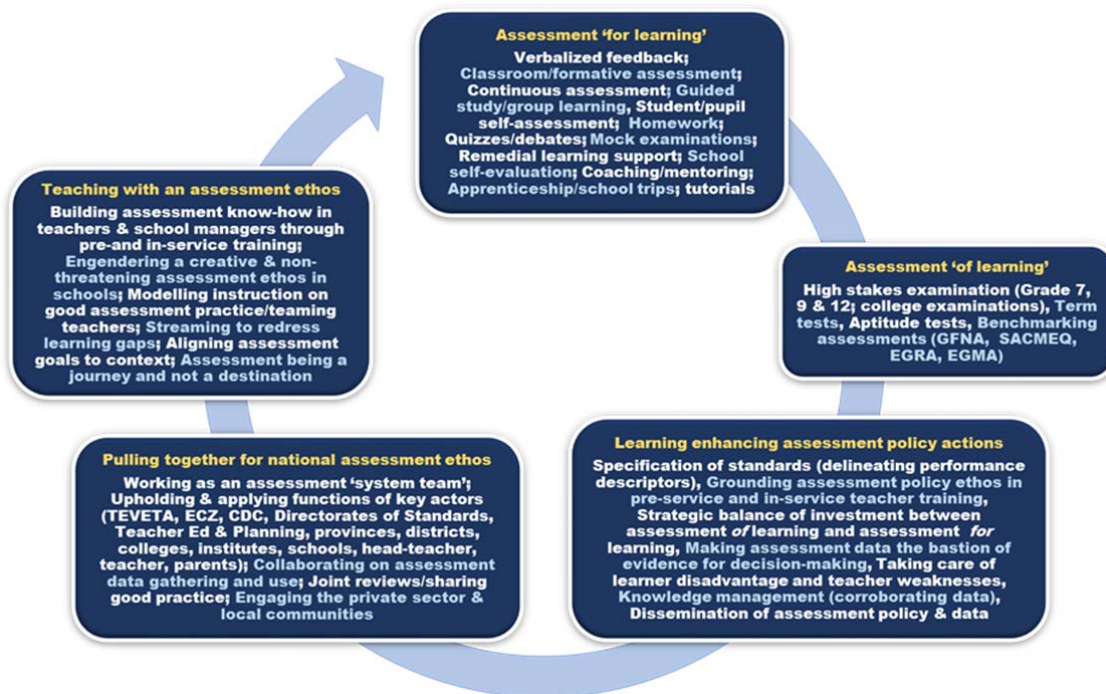 Assessment ‘for learning’
Verbalized feedback;
Classroom/formative assessment;
Continuous assessment; Guided
study/group learning, Student/pupil
self-assessment; Homework;
Quizzes/debates; Mock examinations;
Remedial learning support; School
self-evaluation; Coaching/mentoring;
Apprenticeship/school trips; tutorials
Assessment ‘of learning’
High stakes examination (Grade 7,
9 & 12; college examinations), Term
tests, Aptitude tests, Benchmarking
assessments (GFNA, SACMEQ,
EGRA, EGMA)
Learning enhancing assessment policy actions
Specification of standards (delineating performance
descriptors), Grounding assessment policy ethos in
pre-service and in-service teacher training,
Strategic balance of investment between
assessment of learning and assessment for
learning, Making assessment data the bastion of
evidence for decision-making, Taking care of
learner disadvantage and teacher weaknesses,
Knowledge management (corroborating data),
Dissemination of assessment policy & data
Pulling together for national assessment ethos
Working as an assessment ‘system team’;
Upholding & applying functions of key actors
(TEVETA, ECZ, CDC, Directorates of Standards,
Teacher Ed & Planning, provinces, districts,
colleges, institutes, schools, head-teacher,
teacher, parents); Collaborating on assessment
data gathering and use; Joint reviews/sharing
good practice; Engaging the private sector &
local communities
Teaching with an assessment ethos
Building assessment know-how in
teachers & school managers through
pre-and in-service training;
Engendering a creative & non-
threatening assessment ethos in
schools; Modelling instruction on
good assessment practice/teaming
teachers; Streaming to redress
learning gaps; Aligning assessment
goals to context; Assessment being a
journey and not a destination